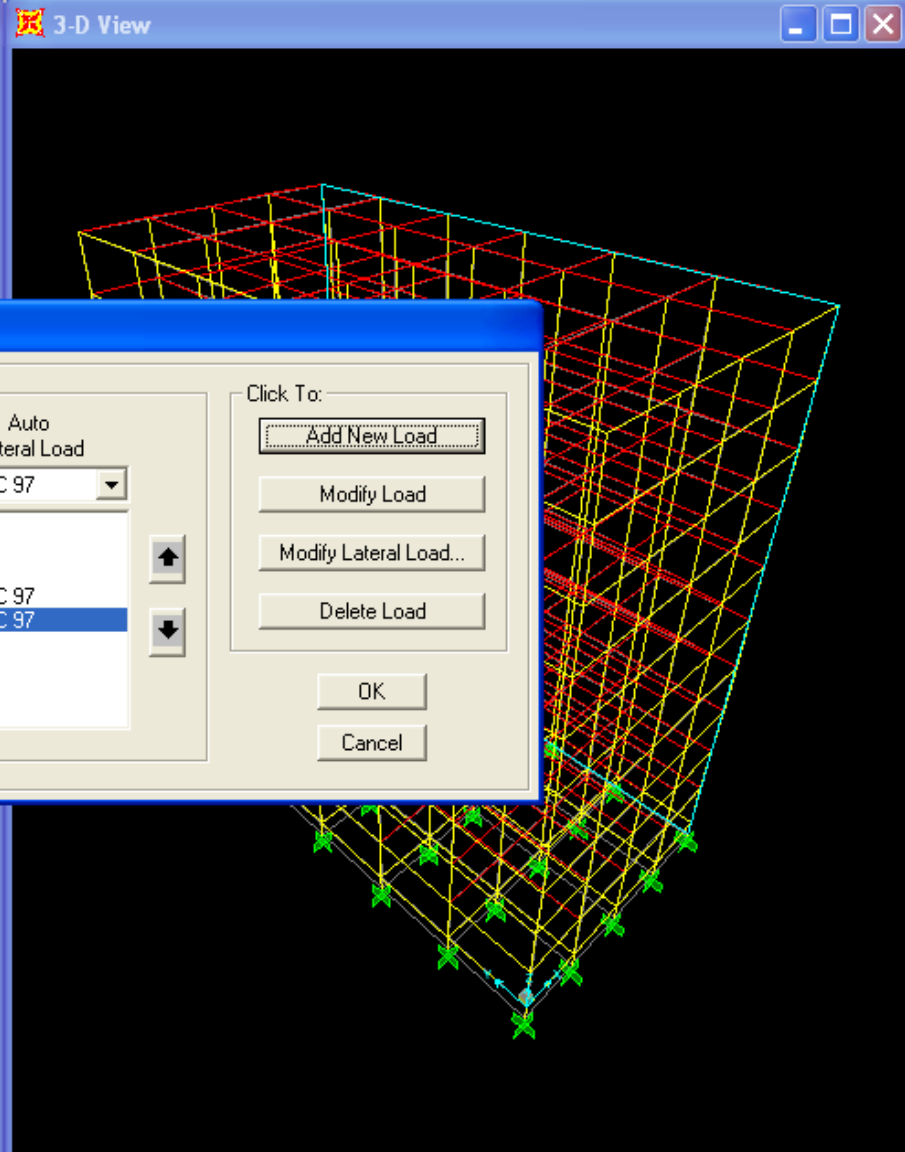 3-D View
Click To:
Auto
teral Load
Add New Load
C 97
Modify Load
Modify Lateral Load...
C 97
C 97
Delete Load
OK
Cancel